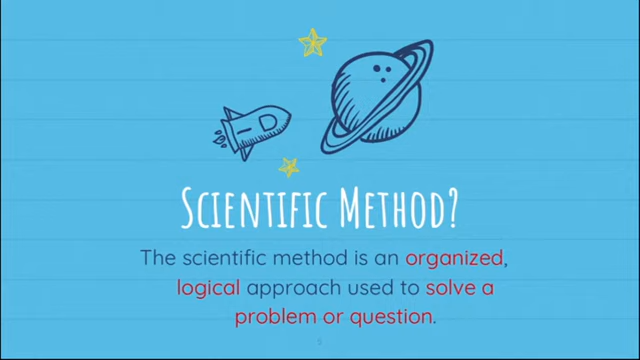 Scientific Method?
The scientific method is an organized,
logical approach used to solve a
problem or question.